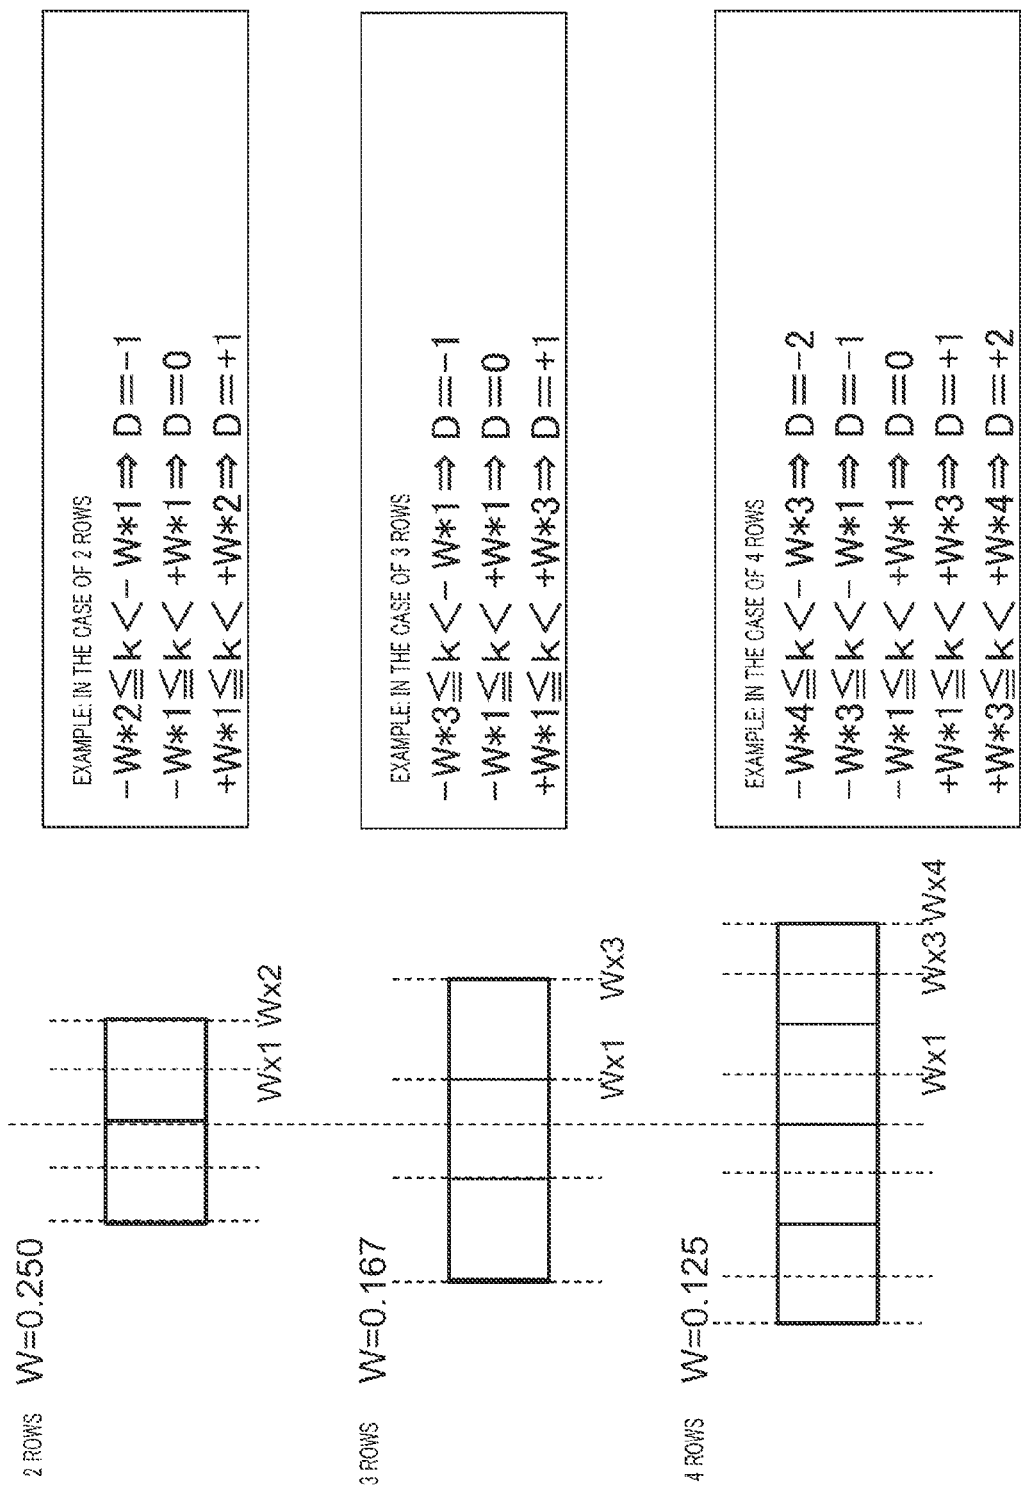 2 ROWS W=0.250
Wx1 Wx2
EXAMPLE: IN THE CASE OF 2 ROWS
-W*2≦k<-W*1⇒D=-1
-W*1≦k<+W*1⇒D=0
+W*1≦k<+W*2⇒D=+1
3 ROWS W=0.167
Wx1 Wx3
EXAMPLE: IN THE CASE OF 3 ROWS
-W*3≦k<-W*1⇒D=-1
-W*1≦k<+W*1⇒D=0
+W*1≦k<+W*3⇒D=+1
4 ROWS W=0.125
Wx1 Wx3 Wx4
EXAMPLE: IN THE CASE OF 4 ROWS
-W*4≦k<-W*3⇒D=-2
-W*3≦k<-W*1⇒D=-1
-W*1≦k<+W*1⇒D=0
+W*1≦k<+W*3⇒D=+1
+W*3≦k<+W*4⇒D=+2